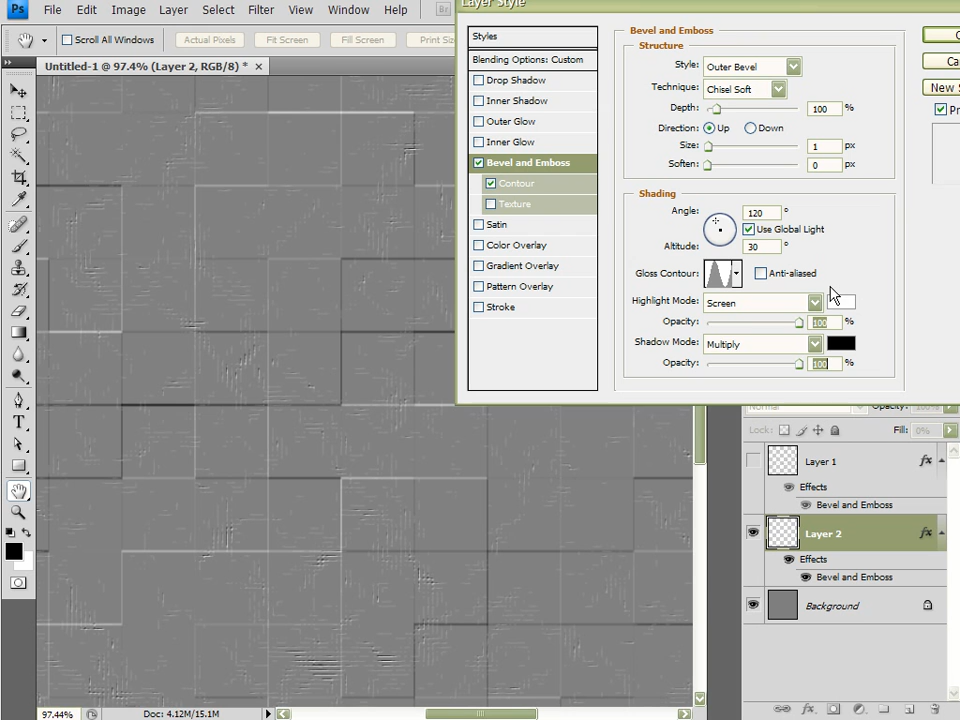 Ps File Edit Image Layer Select Filter Analysis View Window Help Br
Layer Style
Scroll All Windows Actual Pixels Fit Screen Fill Screen Print Size
Untitled-1 @ 97.4% (Layer 2, RGB/8) * ×
Styles
Blending Options: Custom
Drop Shadow
Inner Shadow
Outer Glow
Inner Glow
Bevel and Emboss
Contour
Texture
Satin
Color Overlay
Gradient Overlay
Pattern Overlay
Stroke
Bevel and Emboss
Structure
Style: Outer Bevel
Technique: Chisel Soft
Depth: 100 %
Direction: Up Down
Size: 1 px
Soften: 0 px
Shading
Angle: 120 °
Use Global Light
Altitude: 30 °
Gloss Contour: Anti-aliased
Highlight Mode: Screen
Opacity: 100 %
Shadow Mode: Multiply
Opacity: 100 %
New S
Normal Opacity: 100%
Lock: Fill: 0%
Layer 1 fx
Effects
Bevel and Emboss
Layer 2 fx
Effects
Bevel and Emboss
Background
T
97.44% Doc: 4.12M/15.1M